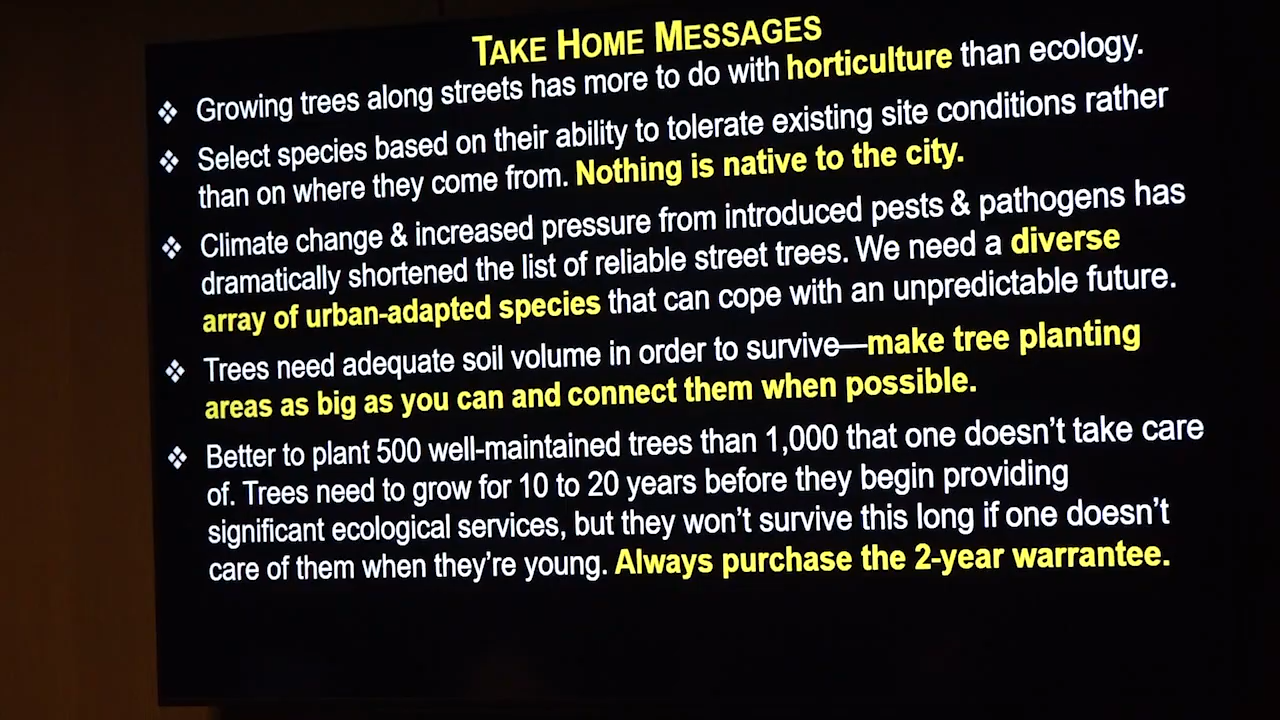 TAKE HOME MESSAGES
❖ Growing trees along streets has more to do with horticulture than ecology.
❖ Select species based on their ability to tolerate existing site conditions rather
than on where they come from. Nothing is native to the city.
❖ Climate change & increased pressure from introduced pests & pathogens has
dramatically shortened the list of reliable street trees. We need a diverse
array of urban-adapted species that can cope with an unpredictable future.
❖ Trees need adequate soil volume in order to survive—make tree planting
areas as big as you can and connect them when possible.
❖ Better to plant 500 well-maintained trees than 1,000 that one doesn't take care
of. Trees need to grow for 10 to 20 years before they begin providing
significant ecological services, but they won't survive this long if one doesn't
care of them when they're young. Always purchase the 2-year warrantee.